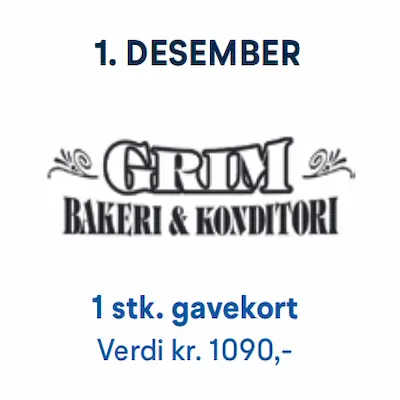 1. DESEMBER
GRIM
BAKERI & KONDITORI
1 stk. gavekort
Verdi kr. 1090,-